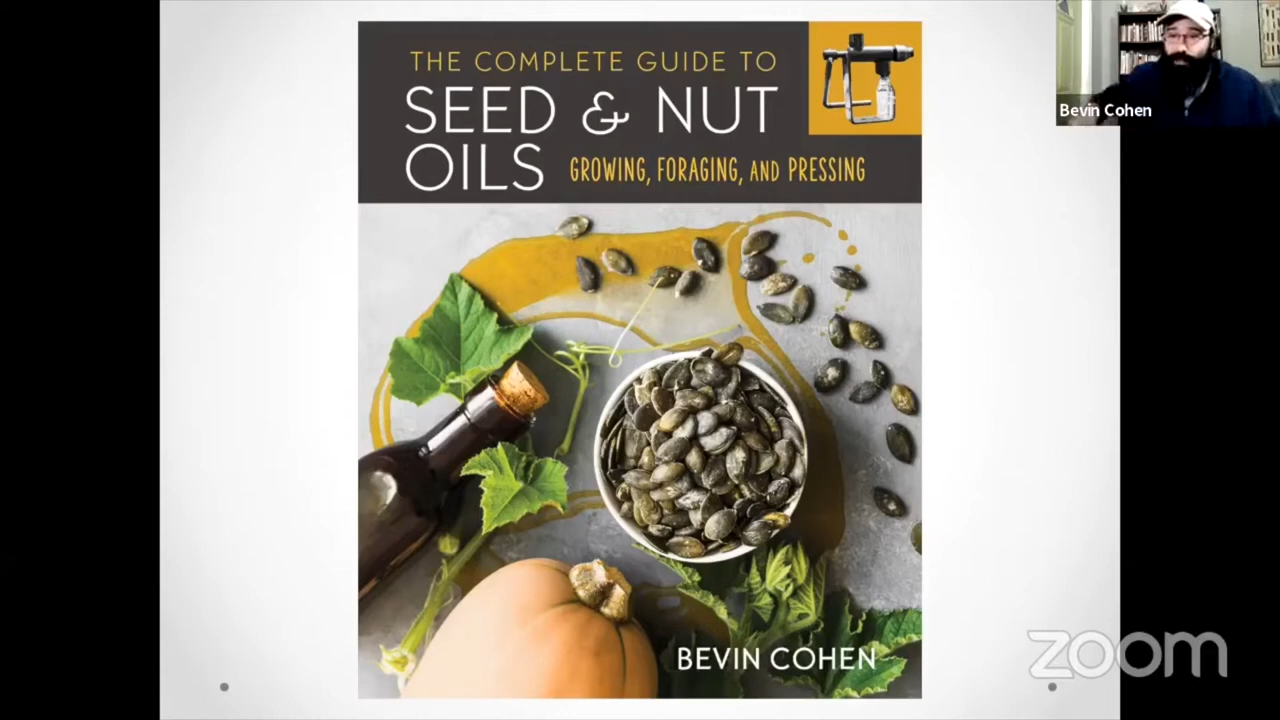 THE COMPLETE GUIDE TO
SEED & NUT
OILS GROWING, FORAGING, AND PRESSING
BEVIN COHEN
Bevin Cohen
zoom